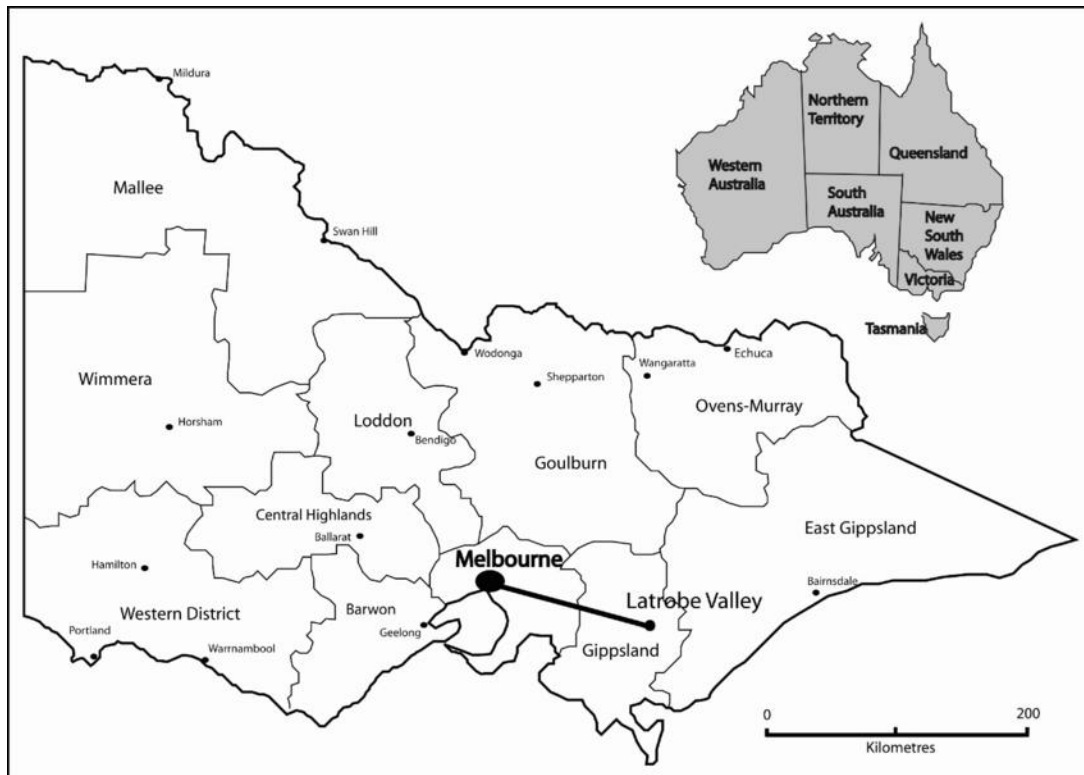 Mildura
Mallee
Swan Hill
Wimmera
Horsham
Loddon
Bendigo
Wodonga
Shepparton
Goulburn
Wangaratta
Echuca
Ovens-Murray
Central Highlands
Ballarat
Hamilton
Western District
Portland
Warrnambool
Barwon
Geelong
Melbourne
Latrobe Valley
Gippsland
East Gippsland
Bairnsdale
Northern
Territory
Queensland
Western
Australia
South
Australia
New
South
Wales
Victoria
Tasmania
0
200
Kilometres